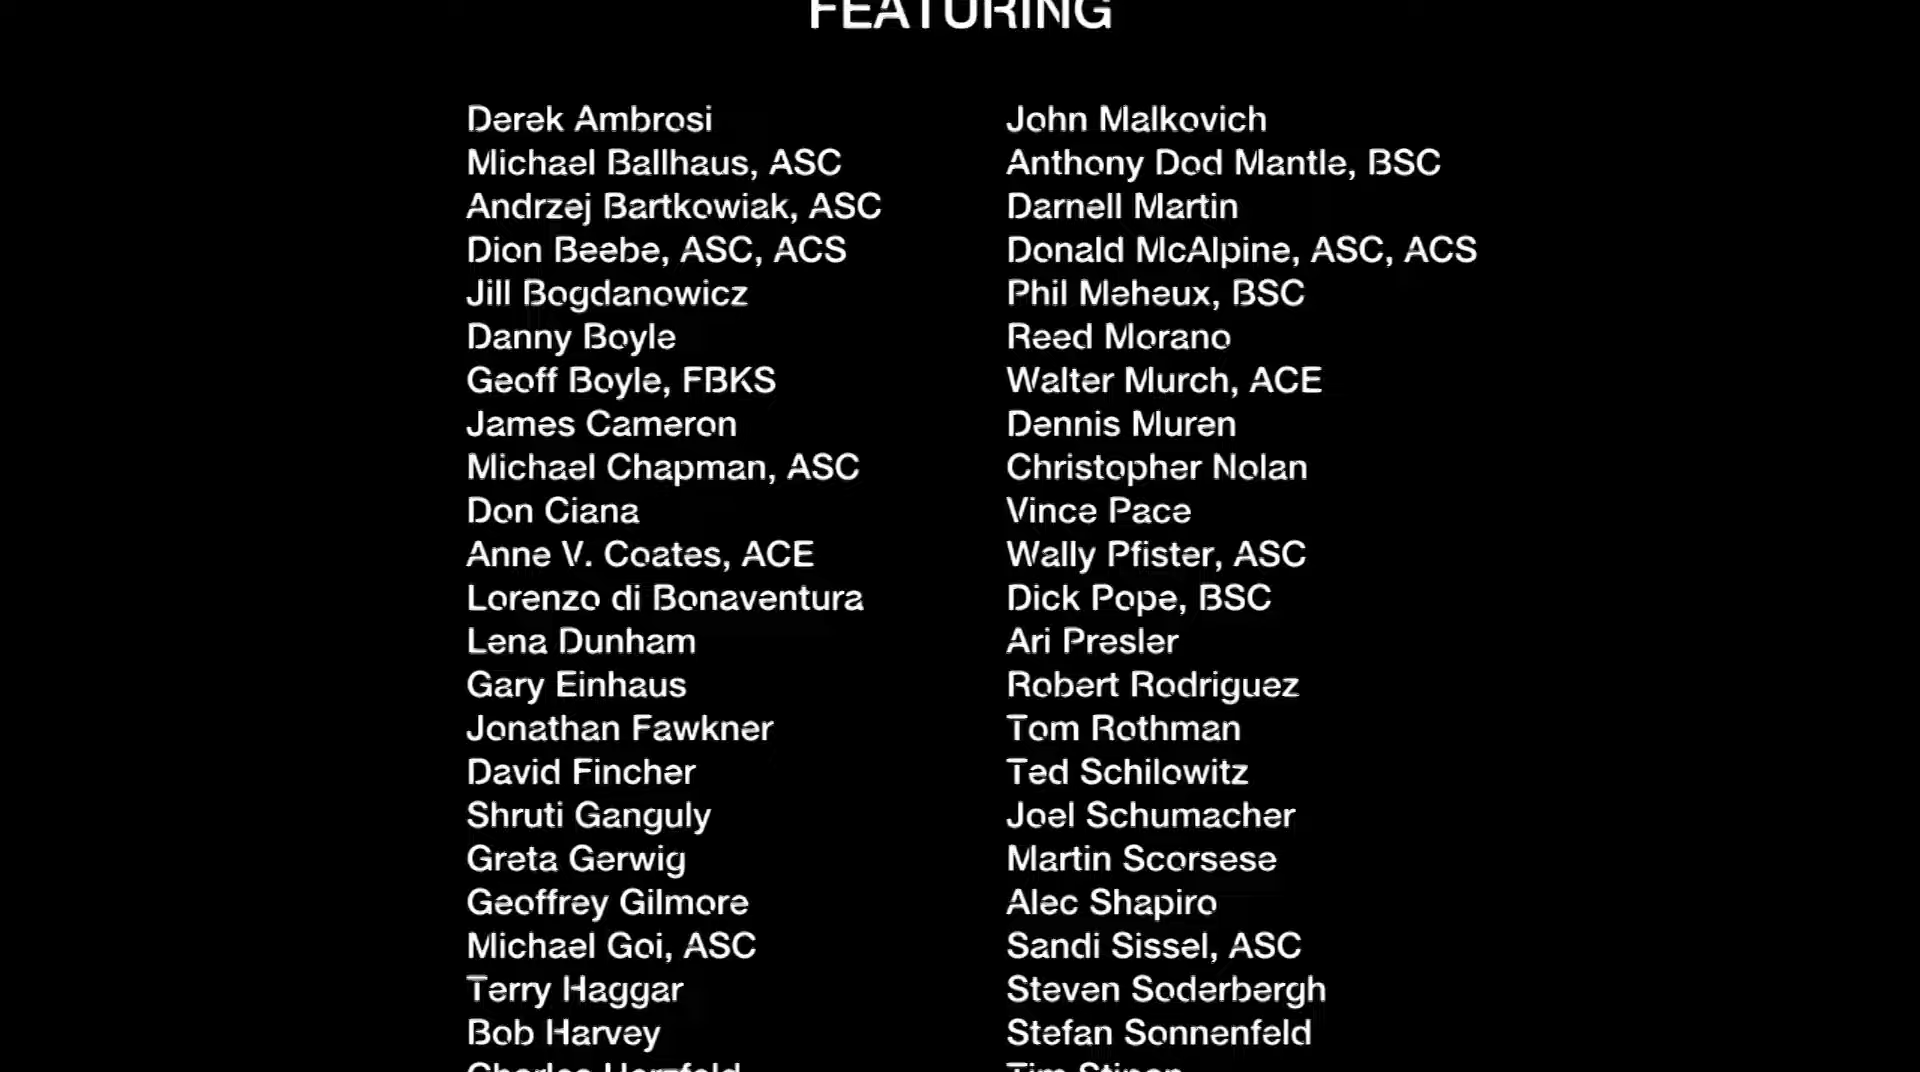 FEATURING
Derek Ambrosi
Michael Ballhaus, ASC
Andrzej Bartkowiak, ASC
Dion Beebe, ASC, ACS
Jill Bogdanowicz
Danny Boyle
Geoff Boyle, FBKS
James Cameron
Michael Chapman, ASC
Don Ciana
Anne V. Coates, ACE
Lorenzo di Bonaventura
Lena Dunham
Gary Einhaus
Jonathan Fawkner
David Fincher
Shruti Ganguly
Greta Gerwig
Geoffrey Gilmore
Michael Goi, ASC
Terry Haggar
Bob Harvey
Charles Herzfeld
John Malkovich
Anthony Dod Mantle, BSC
Darnell Martin
Donald McAlpine, ASC, ACS
Phil Meheux, BSC
Reed Morano
Walter Murch, ACE
Dennis Muren
Christopher Nolan
Vince Pace
Wally Pfister, ASC
Dick Pope, BSC
Ari Presler
Robert Rodriguez
Tom Rothman
Ted Schilowitz
Joel Schumacher
Martin Scorsese
Alec Shapiro
Sandi Sissel, ASC
Steven Soderbergh
Stefan Sonnenfeld
Tim Stipan